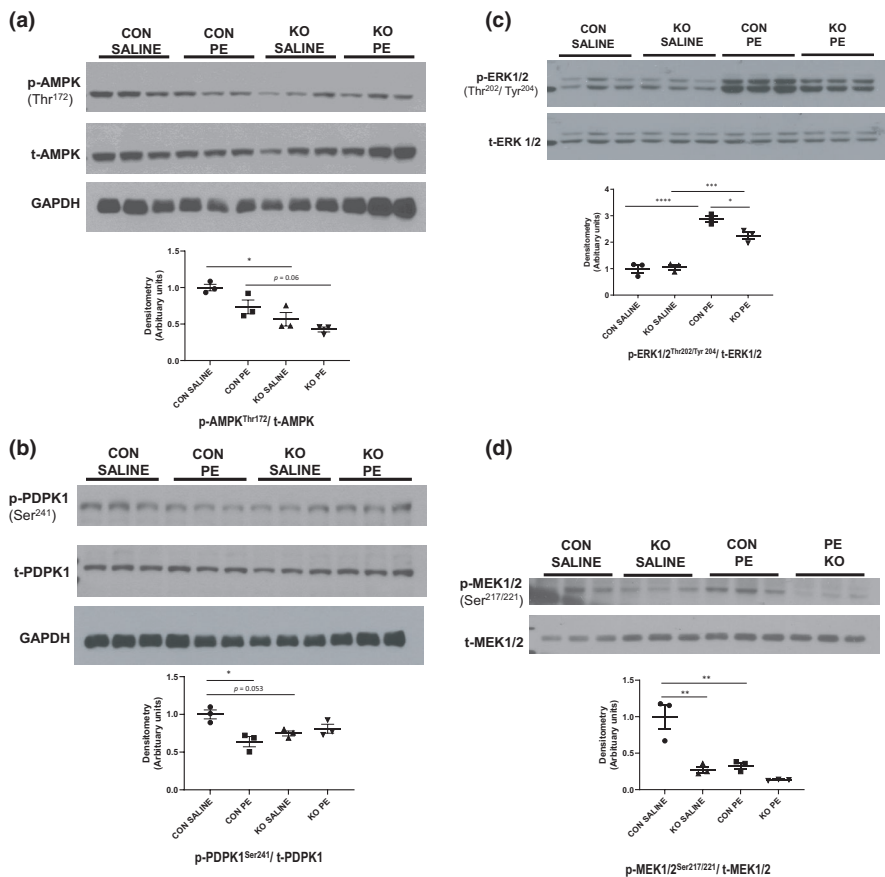 (a)
CON SALINE
CON PE
KO SALINE
KO PE
p-AMPK
(Thr172)
t-AMPK
GAPDH
Densitometry
(Arbituary units)
1.5
1.0
0.5
0.0
*
p = 0.06
CON SALINE
CON PE
KO SALINE
KO PE
p-AMPKThr172/ t-AMPK
(b)
CON SALINE
CON PE
KO SALINE
KO PE
p-PDPK1
(Ser241)
t-PDPK1
GAPDH
Densitometry
(Arbituary units)
1.5
1.0
0.5
0.0
*
p = 0.053
CON SALINE
CON PE
KO SALINE
KO PE
p-PDPK1Ser241/ t-PDPK1
(c)
CON SALINE
KO SALINE
CON PE
KO PE
p-ERK1/2
(Thr202/ Tyr204)
t-ERK 1/2
Densitometry
(Arbituary units)
4
3
2
1
0
***
****
*
CON SALINE
KO SALINE
CON PE
KO PE
p-ERK1/2Thr202/Tyr 204/ t-ERK1/2
(d)
CON SALINE
KO SALINE
CON PE
PE KO
p-MEK1/2
(Ser217/221)
t-MEK1/2
Densitometry
(Arbituary units)
1.5
1.0
0.5
0.0
**
**
CON SALINE
KO SALINE
CON PE
KO PE
p-MEK1/2Ser217/221/ t-MEK1/2